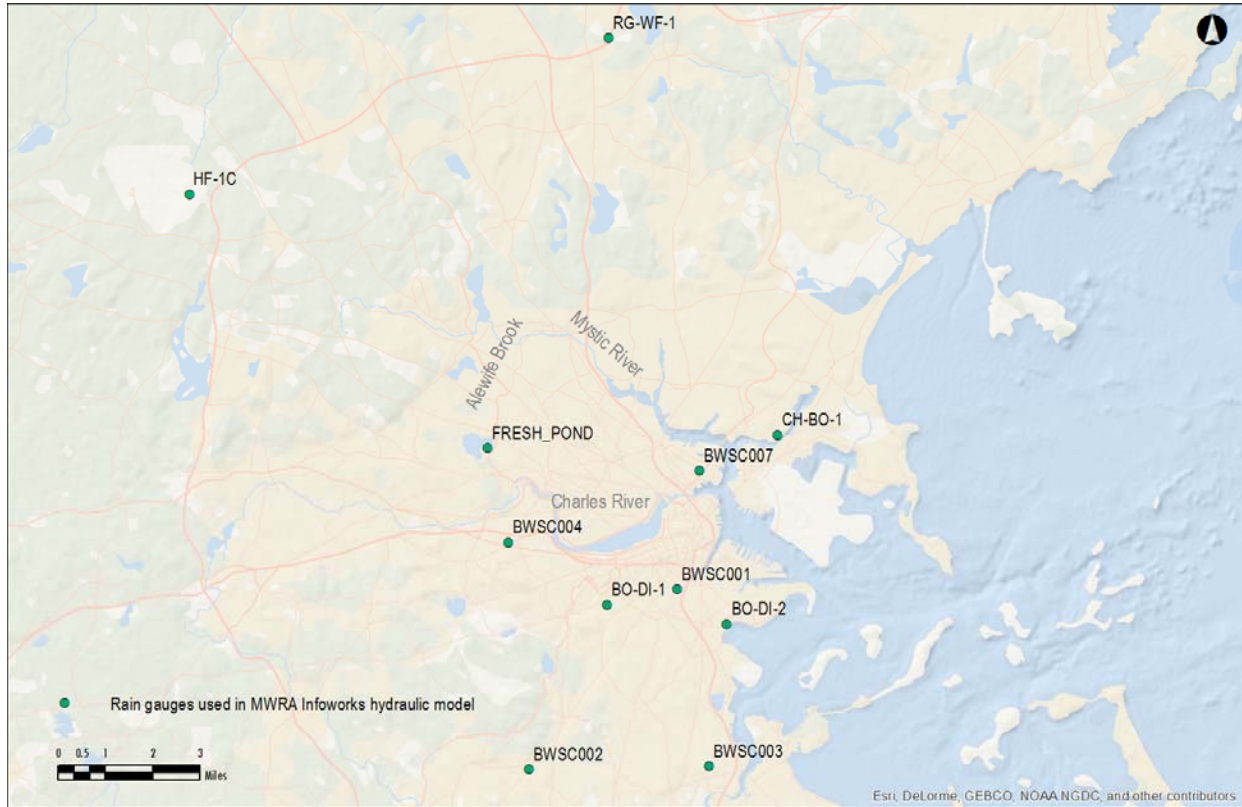 RG-WF-1
HF-1C
Mystic River
Alewife Brook
CH-BO-1
FRESH_POND
BWSC007
Charles River
BWSC004
BWSC001
BO-DI-1
BO-DI-2
Rain gauges used in MWRA Infoworks hydraulic model
0 0.5 1 2 3
Miles
BWSC002
BWSC003
Esri, DeLorme, GEBCO, NOAA NGDC, and other contributors